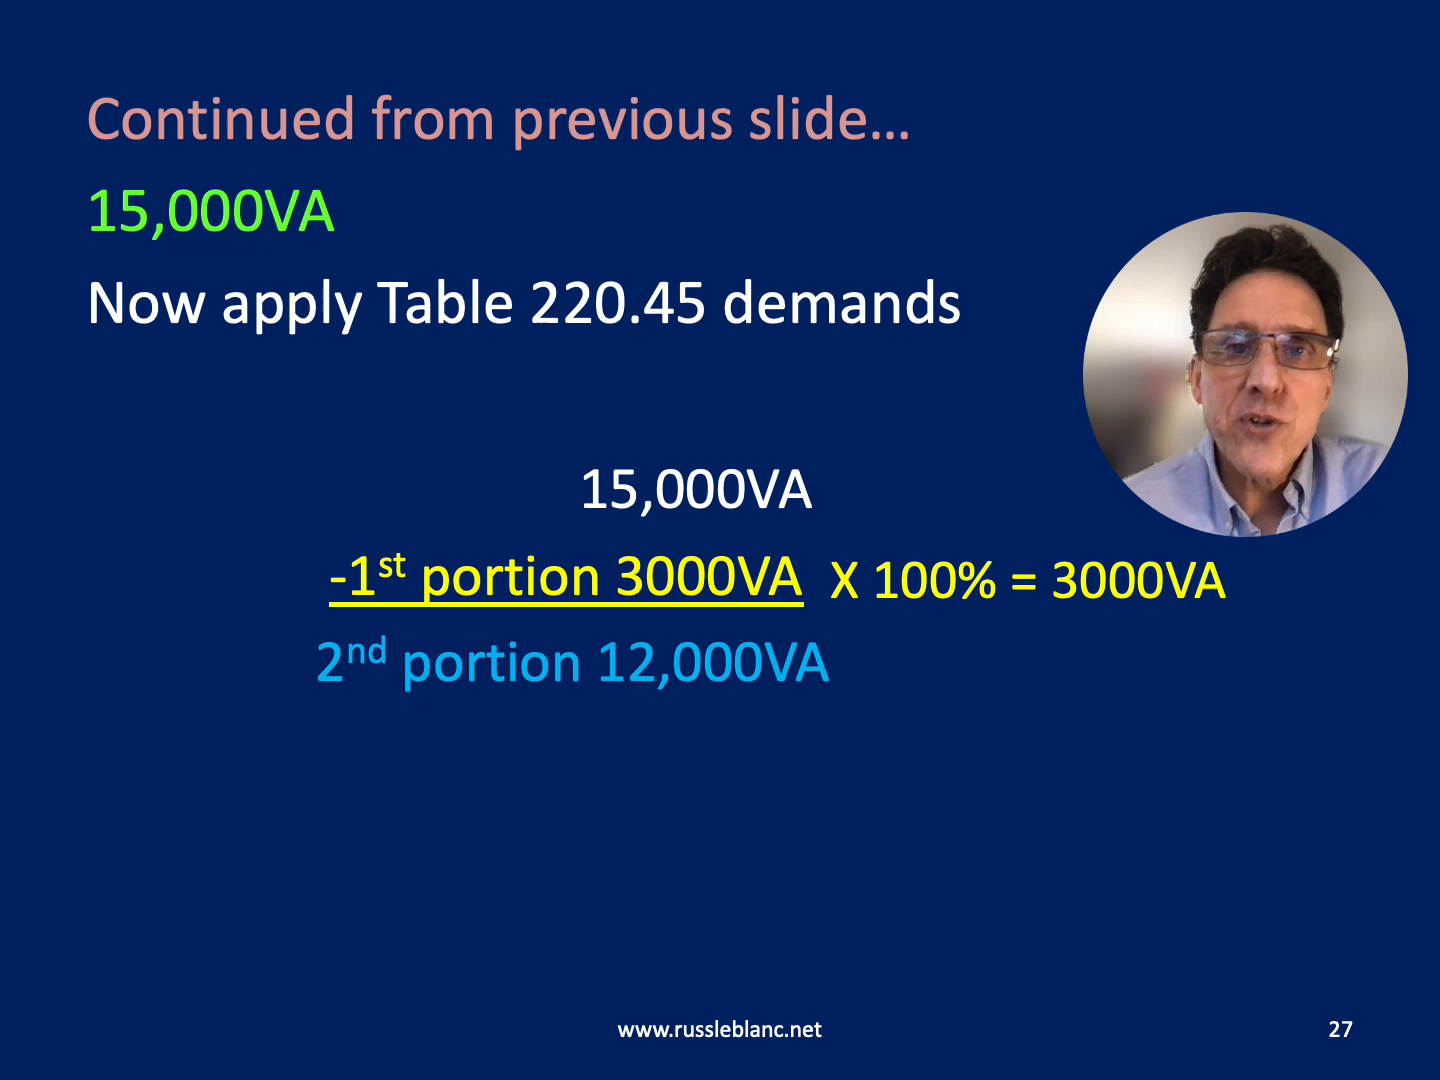 Continued from previous slide…
15,000VA
Now apply Table 220.45 demands
15,000VA
-1st portion 3000VA X 100% = 3000VA
2nd portion 12,000VA
www.russleblanc.net
27